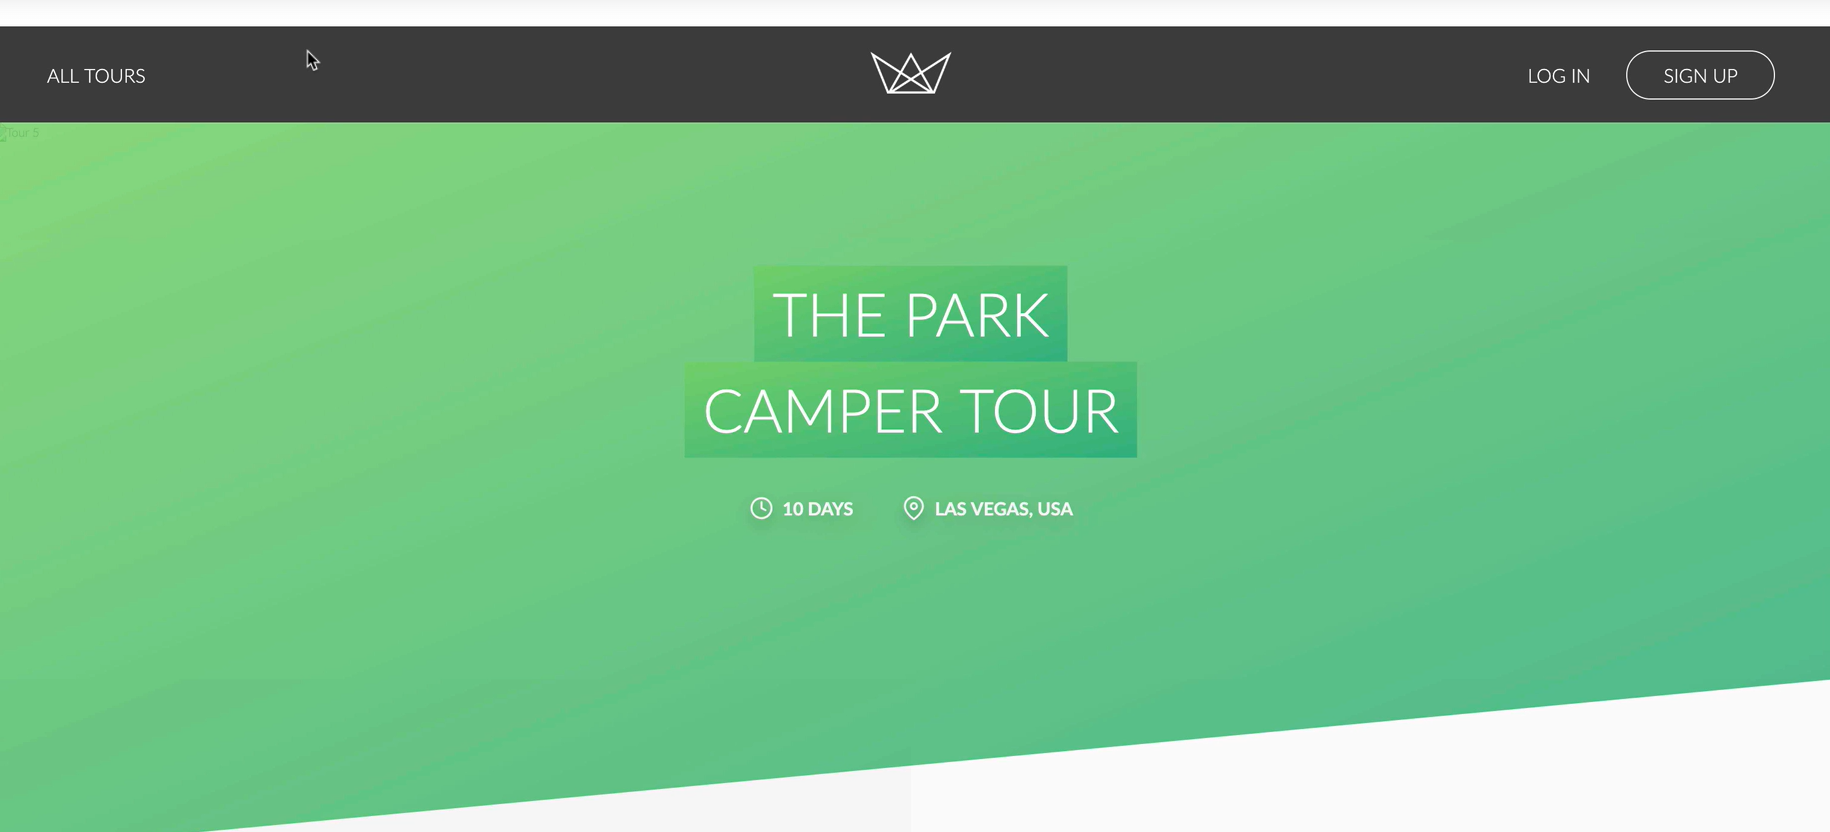 ALL TOURS
LOG IN
SIGN UP
Tour 5
THE PARK
CAMPER TOUR
10 DAYS
LAS VEGAS, USA